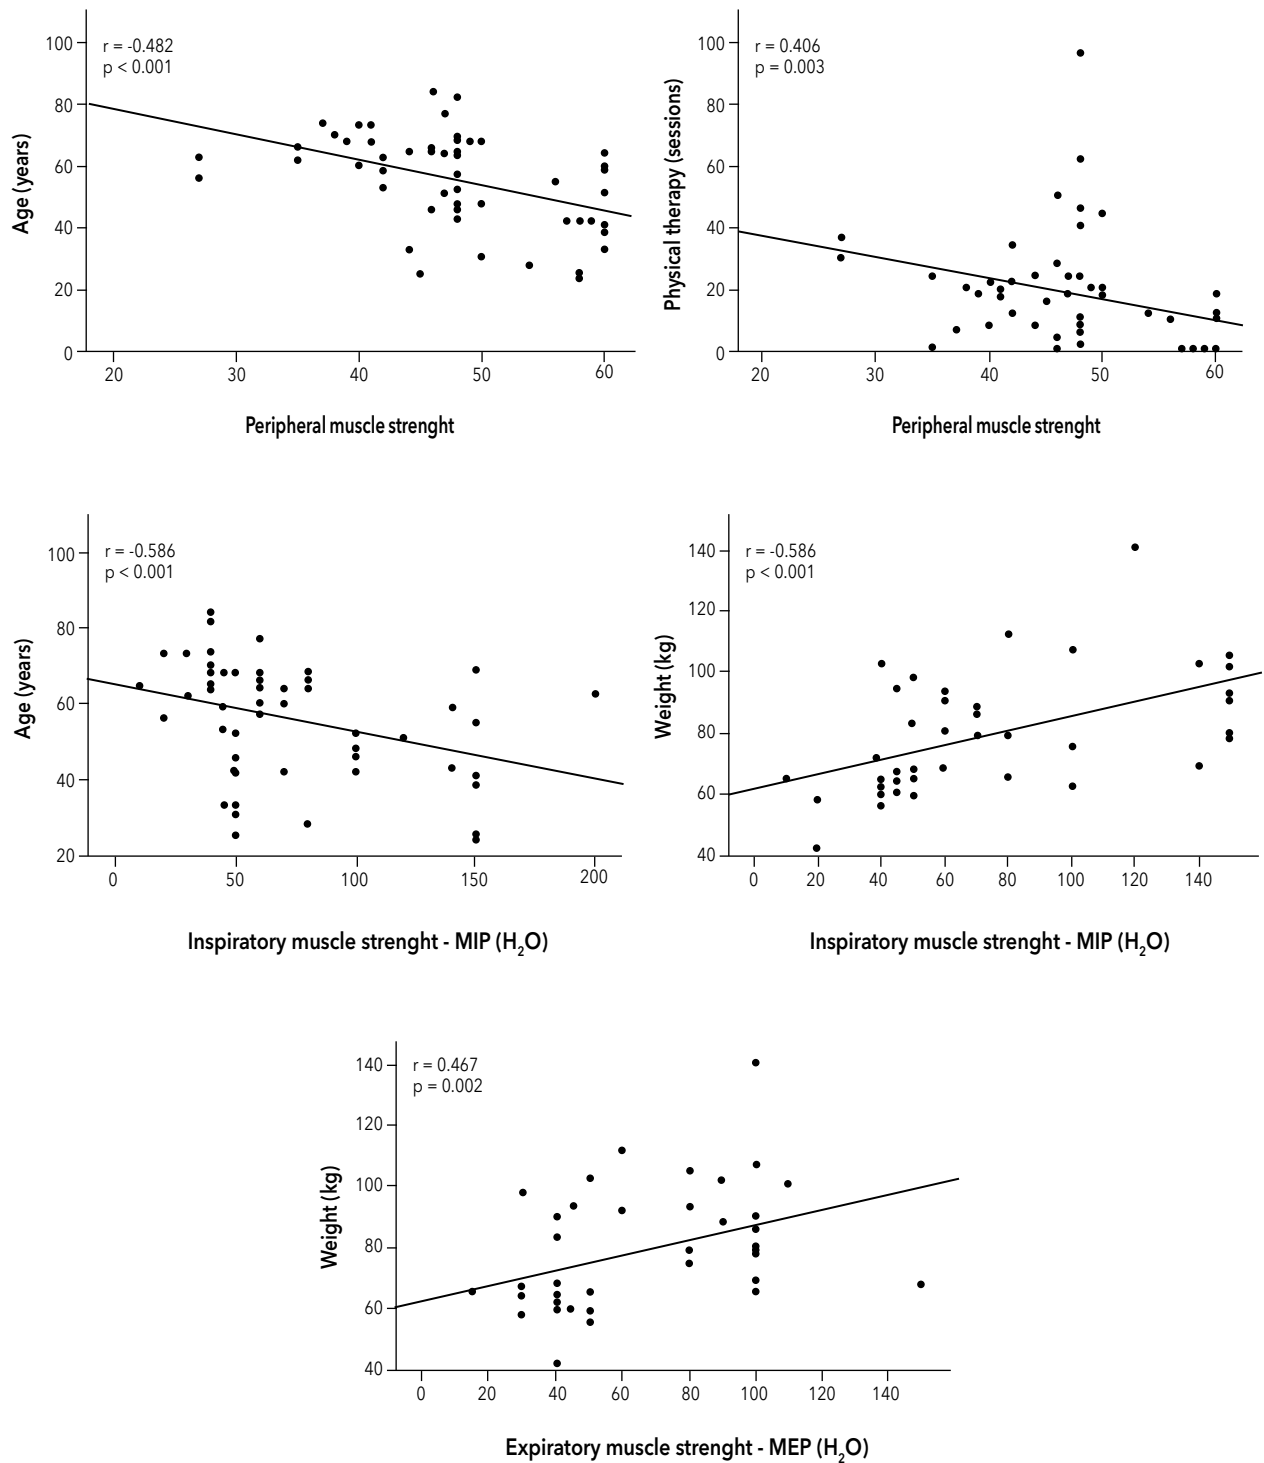 r = -0.482
p < 0.001
Age (years)
100
80
60
40
20
0
20 30 40 50 60
Peripheral muscle strenght
r = 0.406
p = 0.003
Physical therapy (sessions)
100
80
60
40
20
0
20 30 40 50 60
Peripheral muscle strenght
r = -0.586
p < 0.001
Age (years)
100
80
60
40
20
0 50 100 150 200
Inspiratory muscle strenght - MIP (H₂O)
r = -0.586
p < 0.001
Weight (kg)
140
120
100
80
60
40
0 20 40 60 80 100 120 140
Inspiratory muscle strenght - MIP (H₂O)
r = 0.467
p = 0.002
Weight (kg)
140
120
100
80
60
40
0 20 40 60 80 100 120 140
Expiratory muscle strenght - MEP (H₂O)